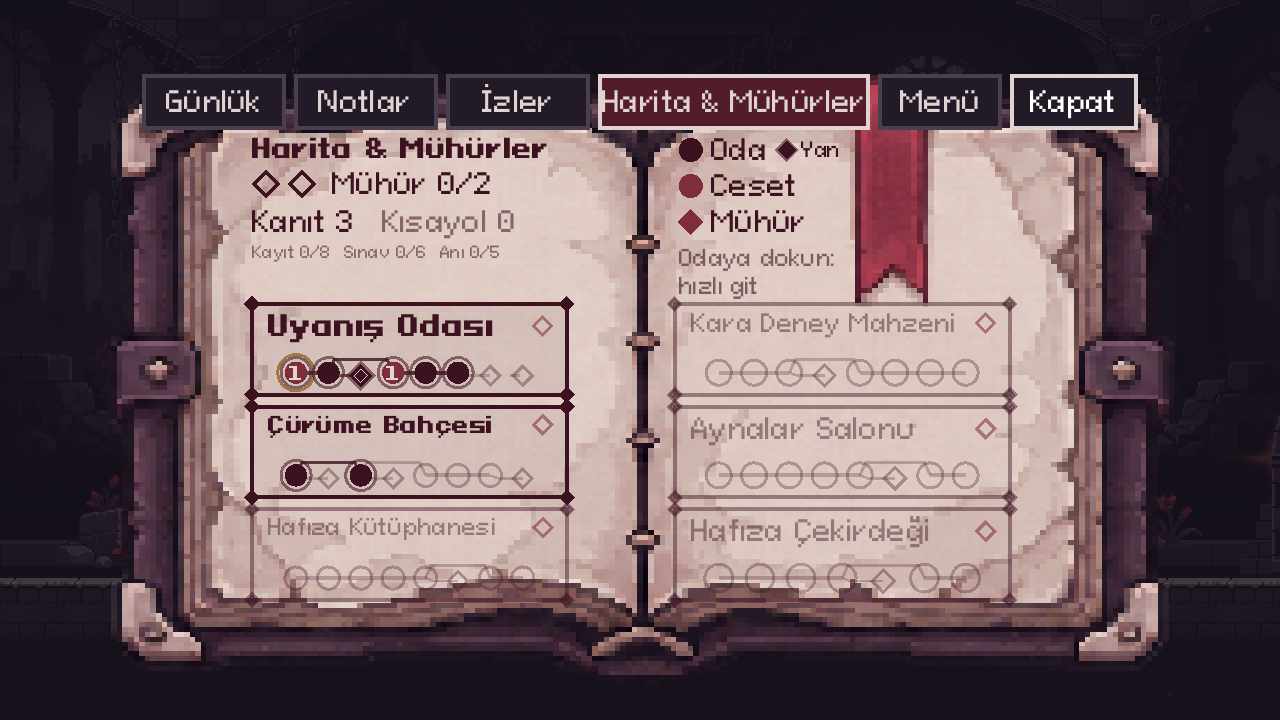 Günlük Notlar İzler Harita & Mühürler Menü Kapat
Harita & Mühürler
Mühür 0/2
Kanıt 3 Kısayol 0
Kayıt 0/8 Sınav 0/6 Anı 0/5
Uyanış Odası
1 1
Çürüme Bahçesi
Hafıza Kütüphanesi
Oda Yan
Ceset
Mühür
Odaya dokun:
hızlı git
Kara Deney Mahzeni
Aynalar Salonu
Hafıza Çekirdeği